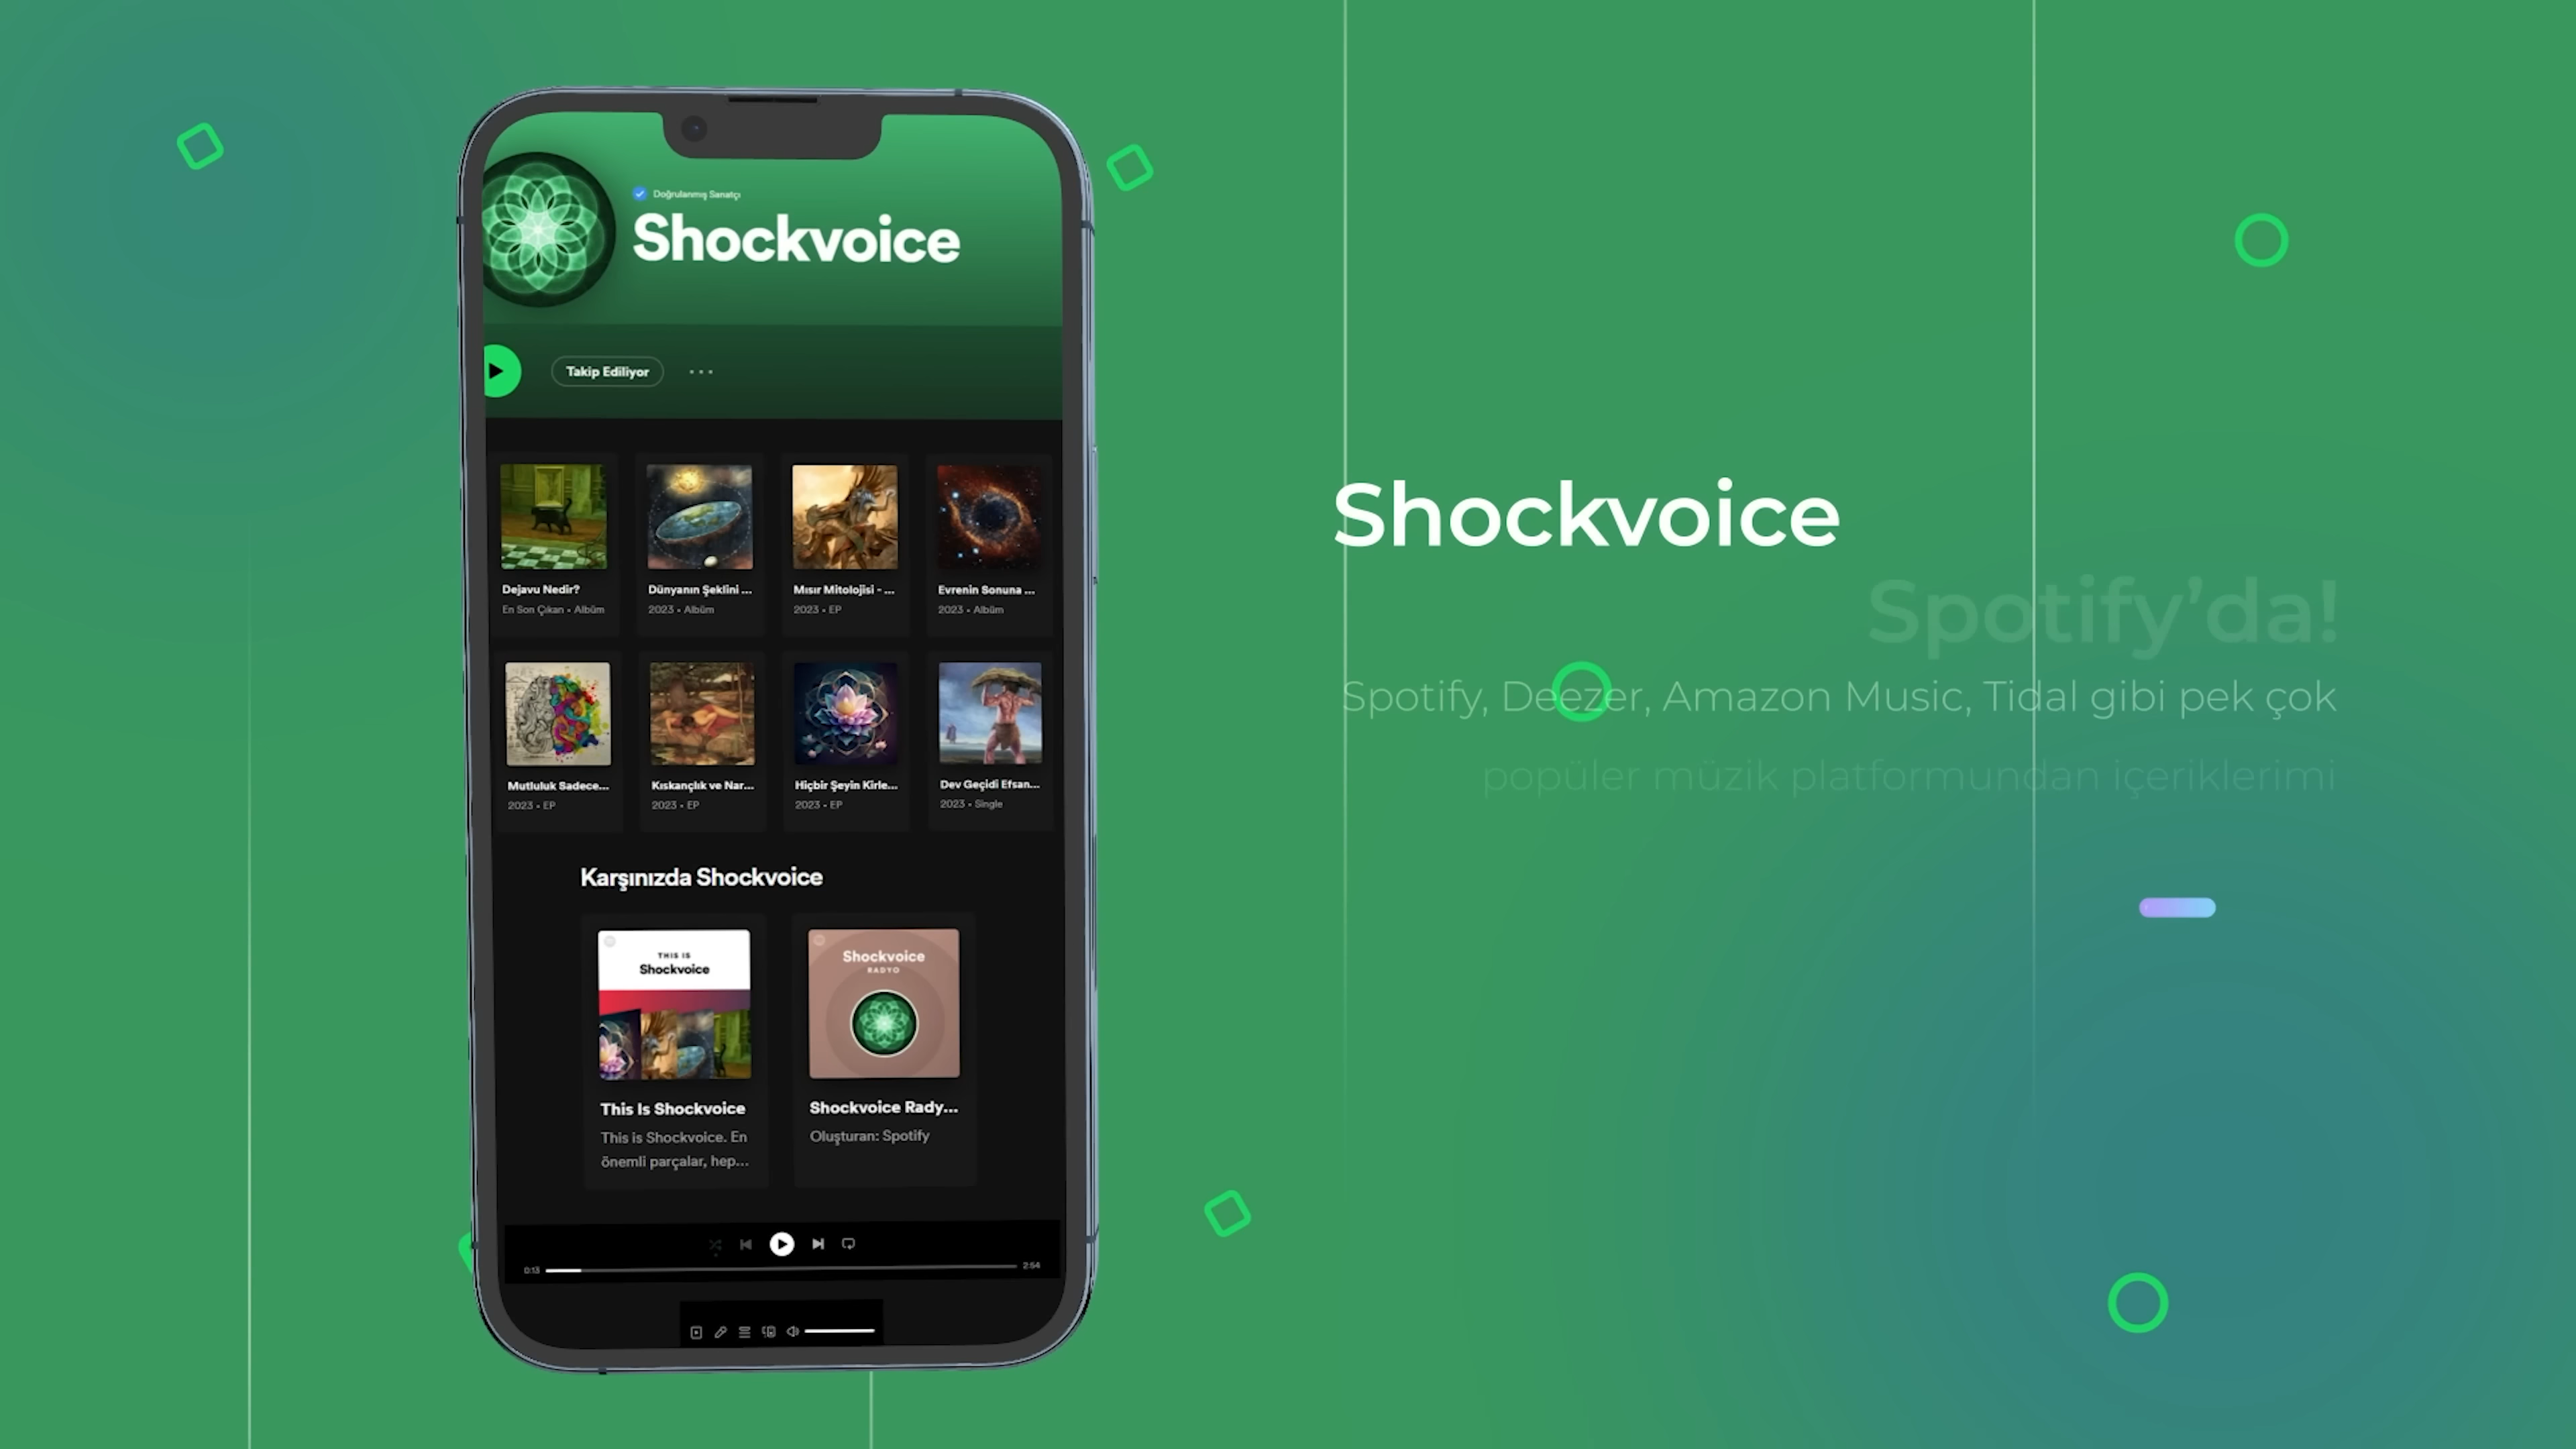 Doğrulanmış Sanatçı
Shockvoice
Takip Ediliyor
Dejavu Nedir?
En Son Çıkan • Albüm
Dünyanın Şeklini ...
2023 • Albüm
Mısır Mitolojisi - ...
2023 • EP
Evrenin Sonuna ...
2023 • Albüm
Mutluluk Sadece...
2023 • EP
Kıskançlık ve Nar...
2023 • EP
Hiçbir Şeyin Kirle...
2023 • EP
Dev Geçidi Efsan...
2023 • Single
Karşınızda Shockvoice
THIS IS
Shockvoice
This Is Shockvoice
This is Shockvoice. En
önemli parçalar, hep...
Shockvoice
RADYO
Shockvoice Rady...
Oluşturan: Spotify
0:13
2:54
Shockvoice
Spotify’da!
Spotify, Deezer, Amazon Music, Tidal gibi pek çok
popüler müzik platformundan içeriklerimi